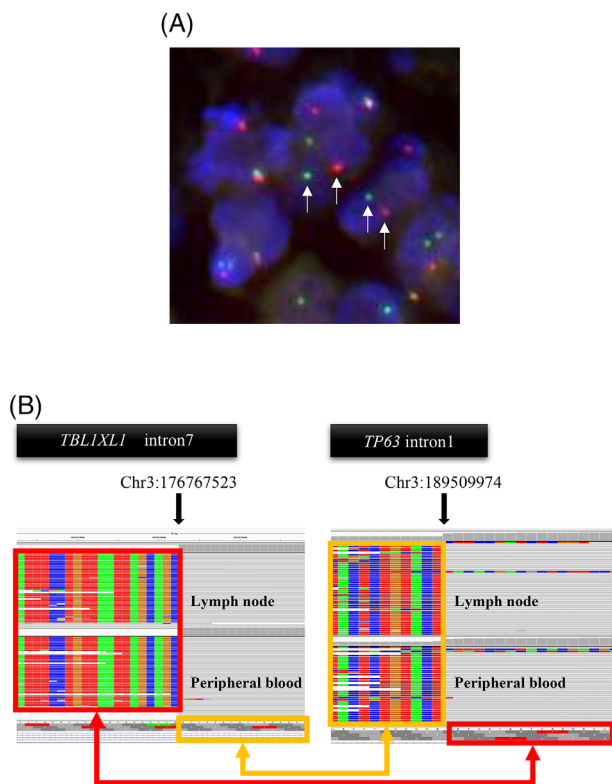 (A)
(B)
TBL1XL1 intron7
TP63 intron1
Chr3:176767523
Chr3:189509974
Lymph node
Lymph node
Peripheral blood
Peripheral blood